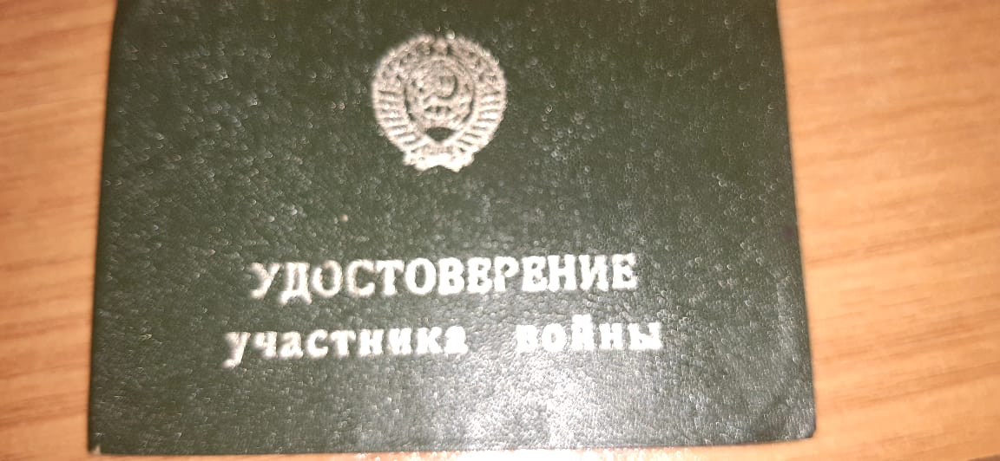 УДОСТОВЕРЕНИЕ
участника войны